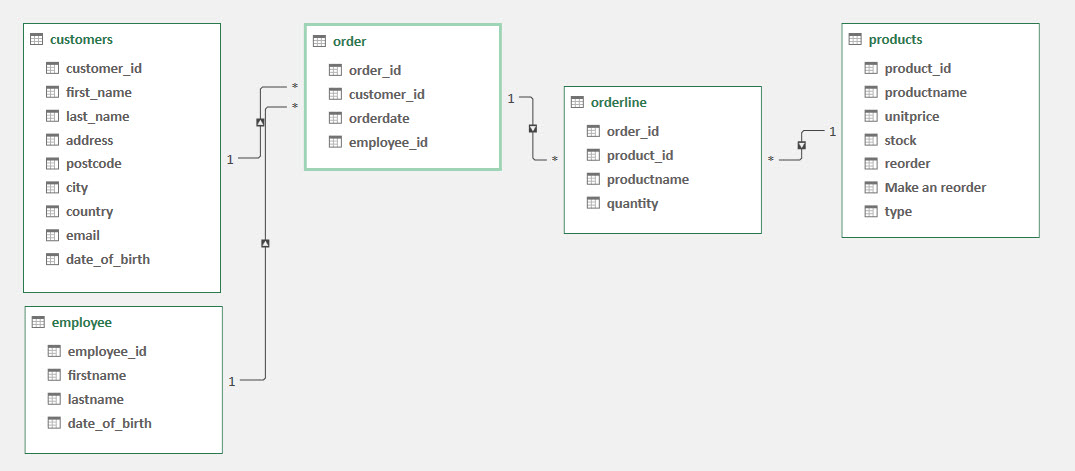 customers
customer_id
first_name
last_name
address
postcode
city
country
email
date_of_birth
1
*
*
order
order_id
customer_id
orderdate
employee_id
1
*
orderline
order_id
product_id
productname
quantity
*
1
products
product_id
productname
unitprice
stock
reorder
Make an reorder
type
employee
employee_id
firstname
lastname
date_of_birth
1